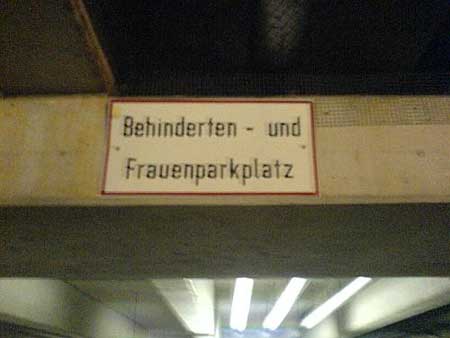 Behinderten - und
Frauenparkplatz